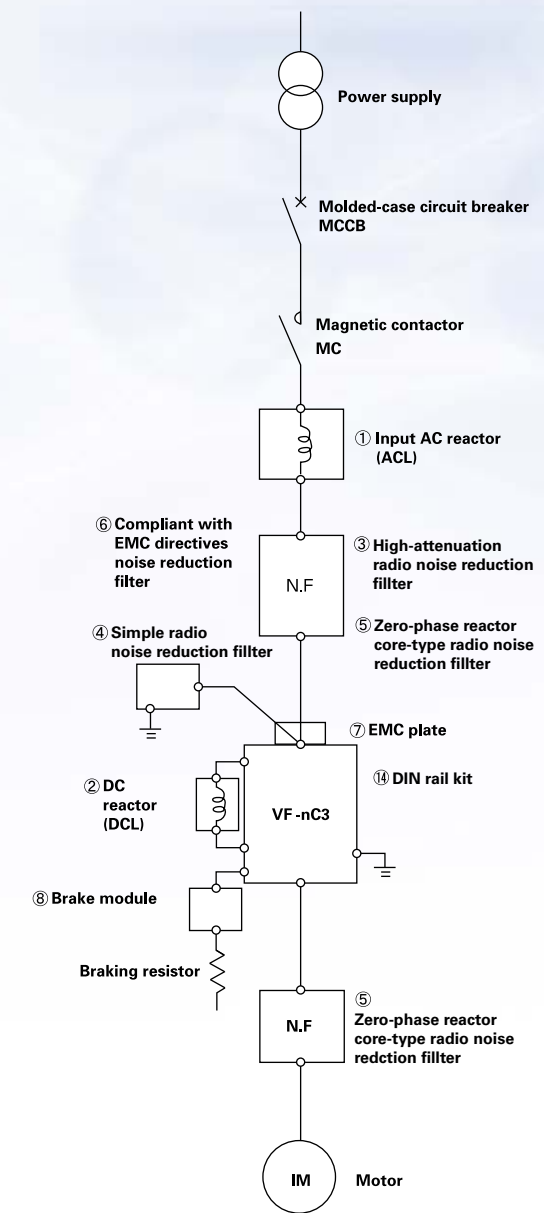 Power supply
Molded-case circuit breaker
MCCB
Magnetic contactor
MC
① Input AC reactor
(ACL)
⑥ Compliant with
EMC directives
noise reduction
filter
N.F
③ High-attenuation
radio noise reduction
fillter
⑤ Zero-phase reactor
core-type radio noise
reduction fillter
④ Simple radio
noise reduction fillter
⑦ EMC plate
② DC
reactor
(DCL)
VF-nC3
⑭ DIN rail kit
⑧ Brake module
Braking resistor
N.F
⑤
Zero-phase reactor
core-type radio noise
redction fillter
IM
Motor